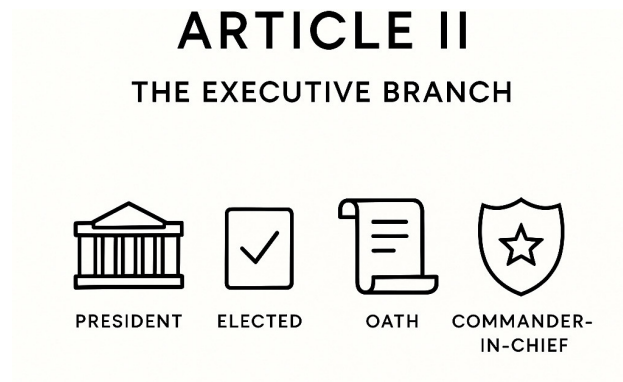 ARTICLE II
THE EXECUTIVE BRANCH
PRESIDENT
ELECTED
OATH
COMMANDER-
IN-CHIEF